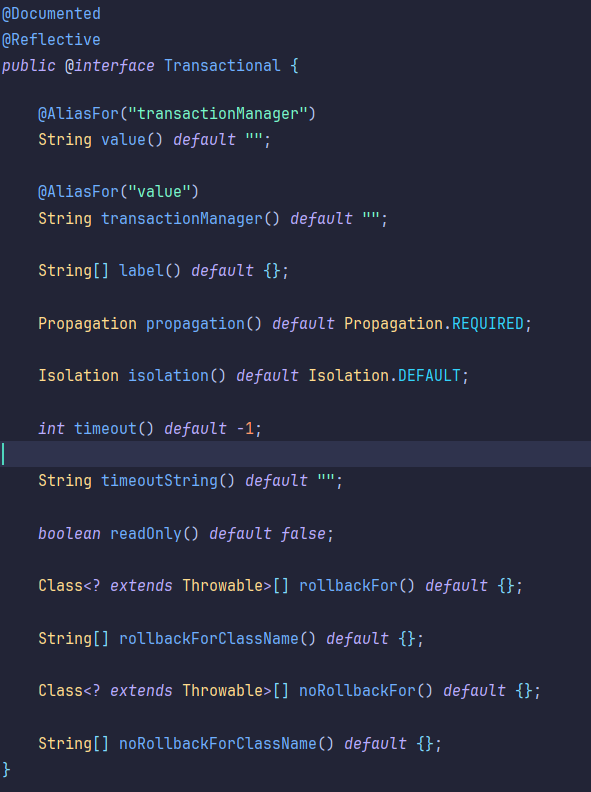 @Documented
@Reflective
public @interface Transactional {
@AliasFor("transactionManager")
String value() default "";
@AliasFor("value")
String transactionManager() default "";
String[] label() default {};
Propagation propagation() default Propagation.REQUIRED;
Isolation isolation() default Isolation.DEFAULT;
int timeout() default -1;
String timeoutString() default "";
boolean readOnly() default false;
Class<? extends Throwable>[] rollbackFor() default {};
String[] rollbackForClassName() default {};
Class<? extends Throwable>[] noRollbackFor() default {};
String[] noRollbackForClassName() default {};
}